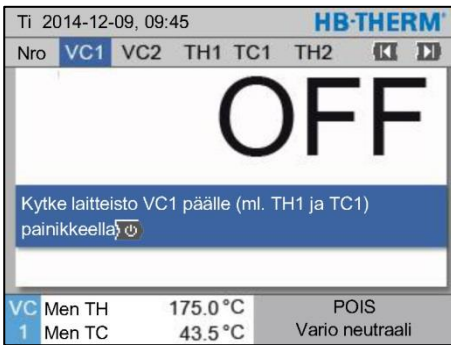 Ti 2014-12-09, 09:45 HB-THERM
Nro VC1 VC2 TH1 TC1 TH2
OFF
Kytke laitteisto VC1 päälle (ml. TH1 ja TC1)
painikkeella
VC Men TH 175.0 °C POIS
1 Men TC 43.5 °C Vario neutraali